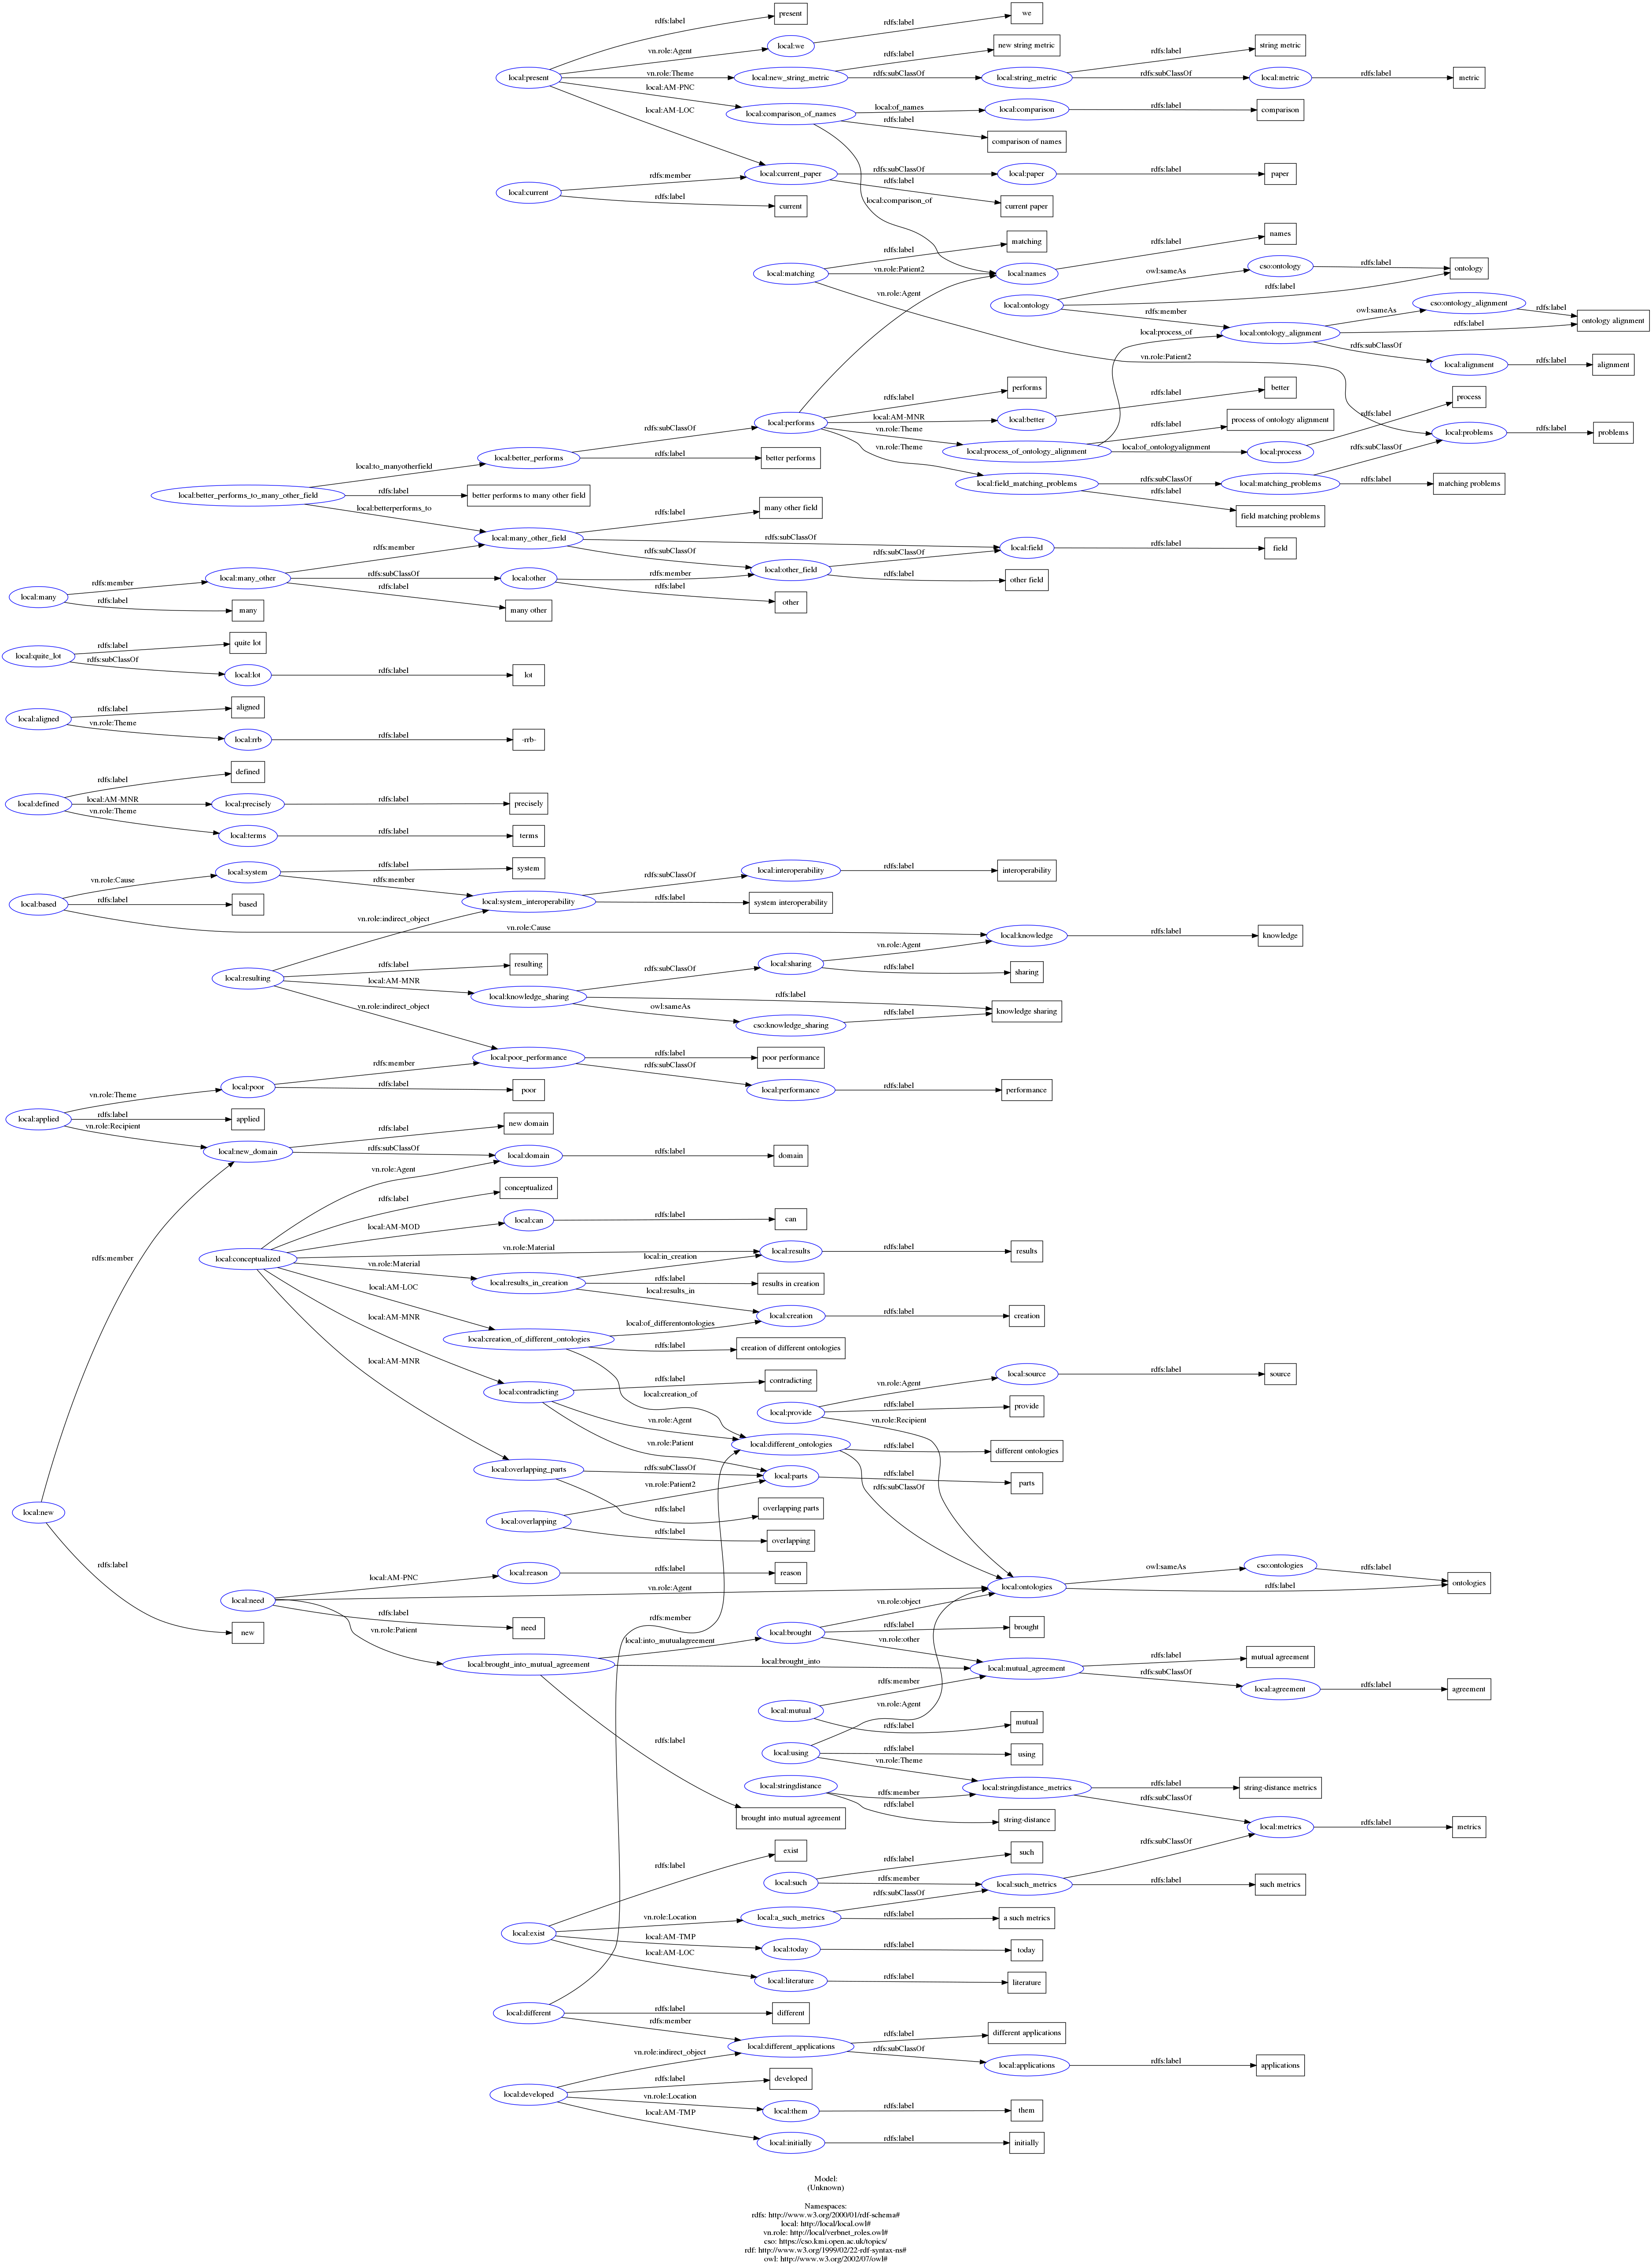 rdfs:label
present
we
rdfs:label
vn.role:Agent
local:we
new string metric
rdfs:label
string metric
rdfs:label
local:present
vn.role:Theme
local:new_string_metric
rdfs:subClassOf
local:string_metric
rdfs:subClassOf
local:metric
rdfs:label
metric
local:AM-PNC
local:AM-LOC
local:comparison_of_names
local:of_names
rdfs:label
local:comparison
rdfs:label
comparison
comparison of names
local:current
rdfs:member
rdfs:label
local:current_paper
rdfs:subClassOf
rdfs:label
local:paper
rdfs:label
paper
current
current paper
local:comparison_of
matching
rdfs:label
names
rdfs:label
local:matching
vn.role:Patient2
local:names
vn.role:Agent
owl:sameAs
cso:ontology
rdfs:label
ontology
rdfs:label
local:ontology
rdfs:member
local:process_of
local:ontology_alignment
owl:sameAs
cso:ontology_alignment
rdfs:label
rdfs:label
ontology alignment
rdfs:subClassOf
local:alignment
rdfs:label
alignment
vn.role:Patient2
local:performs
rdfs:label
performs
local:AM-MNR
local:better
rdfs:label
better
vn.role:Theme
vn.role:Theme
local:process_of_ontology_alignment
rdfs:label
process of ontology alignment
local:of_ontologyalignment
local:process
rdfs:label
process
local:problems
rdfs:label
problems
rdfs:subClassOf
local:field_matching_problems
rdfs:subClassOf
rdfs:label
local:matching_problems
rdfs:label
matching problems
field matching problems
rdfs:subClassOf
local:better_performs
rdfs:label
better performs
local:to_manyotherfield
local:better_performs_to_many_other_field
rdfs:label
better performs to many other field
local:betterperforms_to
local:many_other_field
rdfs:label
many other field
rdfs:subClassOf
rdfs:subClassOf
local:field
rdfs:label
field
rdfs:member
local:many
rdfs:member
rdfs:label
local:many_other
rdfs:subClassOf
rdfs:label
local:other
rdfs:member
rdfs:label
local:other_field
rdfs:subClassOf
rdfs:label
other field
many
many other
other
local:quite_lot
rdfs:label
quite lot
rdfs:subClassOf
local:lot
rdfs:label
lot
local:aligned
rdfs:label
aligned
vn.role:Theme
local:rrb
rdfs:label
-rrb-
local:defined
rdfs:label
defined
local:AM-MNR
local:precisely
rdfs:label
precisely
vn.role:Theme
local:terms
rdfs:label
terms
local:based
vn.role:Cause
local:system
rdfs:label
system
rdfs:member
rdfs:label
based
vn.role:Cause
local:system_interoperability
rdfs:subClassOf
local:interoperability
rdfs:label
interoperability
rdfs:label
system interoperability
local:knowledge
rdfs:label
knowledge
vn.role:indirect_object
local:resulting
rdfs:label
resulting
local:AM-MNR
local:knowledge_sharing
rdfs:subClassOf
local:sharing
vn.role:Agent
rdfs:label
sharing
rdfs:label
knowledge sharing
owl:sameAs
cso:knowledge_sharing
rdfs:label
vn.role:indirect_object
local:poor_performance
rdfs:label
poor performance
rdfs:subClassOf
local:performance
rdfs:label
performance
local:applied
vn.role:Theme
local:poor
rdfs:member
rdfs:label
poor
rdfs:label
applied
vn.role:Recipient
local:new_domain
rdfs:label
new domain
rdfs:subClassOf
local:domain
rdfs:label
domain
rdfs:member
vn.role:Agent
local:conceptualized
rdfs:label
conceptualized
local:AM-MOD
local:can
rdfs:label
can
vn.role:Material
local:results
rdfs:label
results
vn.role:Material
local:results_in_creation
local:in_creation
rdfs:label
results in creation
local:results_in
local:creation
rdfs:label
creation
local:AM-LOC
local:creation_of_different_ontologies
local:of_differentontologies
rdfs:label
creation of different ontologies
local:creation_of
local:AM-MNR
local:contradicting
rdfs:label
contradicting
vn.role:Agent
vn.role:Patient
local:AM-MNR
local:provide
vn.role:Agent
local:source
rdfs:label
source
rdfs:label
provide
vn.role:Recipient
local:different_ontologies
rdfs:label
different ontologies
rdfs:subClassOf
local:overlapping_parts
rdfs:subClassOf
local:parts
rdfs:label
parts
rdfs:label
overlapping parts
local:overlapping
vn.role:Patient2
rdfs:label
overlapping
local:new
rdfs:label
new
local:need
local:AM-PNC
local:reason
rdfs:label
reason
vn.role:Agent
local:ontologies
owl:sameAs
cso:ontologies
rdfs:label
rdfs:label
ontologies
rdfs:label
need
vn.role:Patient
local:brought_into_mutual_agreement
local:into_mutualagreement
local:brought
vn.role:object
rdfs:label
brought
vn.role:other
local:brought_into
local:mutual_agreement
rdfs:label
mutual agreement
rdfs:subClassOf
local:agreement
rdfs:label
agreement
rdfs:label
brought into mutual agreement
rdfs:member
local:mutual
rdfs:member
rdfs:label
mutual
vn.role:Agent
local:using
rdfs:label
using
vn.role:Theme
local:stringdistance
rdfs:member
rdfs:label
string-distance
local:stringdistance_metrics
rdfs:label
string-distance metrics
rdfs:subClassOf
local:metrics
rdfs:label
metrics
rdfs:subClassOf
local:such
rdfs:label
such
rdfs:member
local:such_metrics
rdfs:label
such metrics
local:exist
rdfs:label
exist
vn.role:Location
local:a_such_metrics
rdfs:subClassOf
rdfs:label
a such metrics
local:AM-TMP
local:today
rdfs:label
today
local:AM-LOC
local:literature
rdfs:label
literature
local:different
rdfs:label
different
rdfs:member
local:different_applications
rdfs:label
different applications
rdfs:subClassOf
local:applications
rdfs:label
applications
local:developed
vn.role:indirect_object
rdfs:label
developed
vn.role:Location
local:them
rdfs:label
them
local:AM-TMP
local:initially
rdfs:label
initially
Model:
(Unknown)
Namespaces:
rdfs: http://www.w3.org/2000/01/rdf-schema#
local: http://local/local.owl#
vn.role: http://local/verbnet_roles.owl#
cso: https://cso.kmi.open.ac.uk/topics/
rdf: http://www.w3.org/1999/02/22-rdf-syntax-ns#
owl: http://www.w3.org/2002/07/owl#